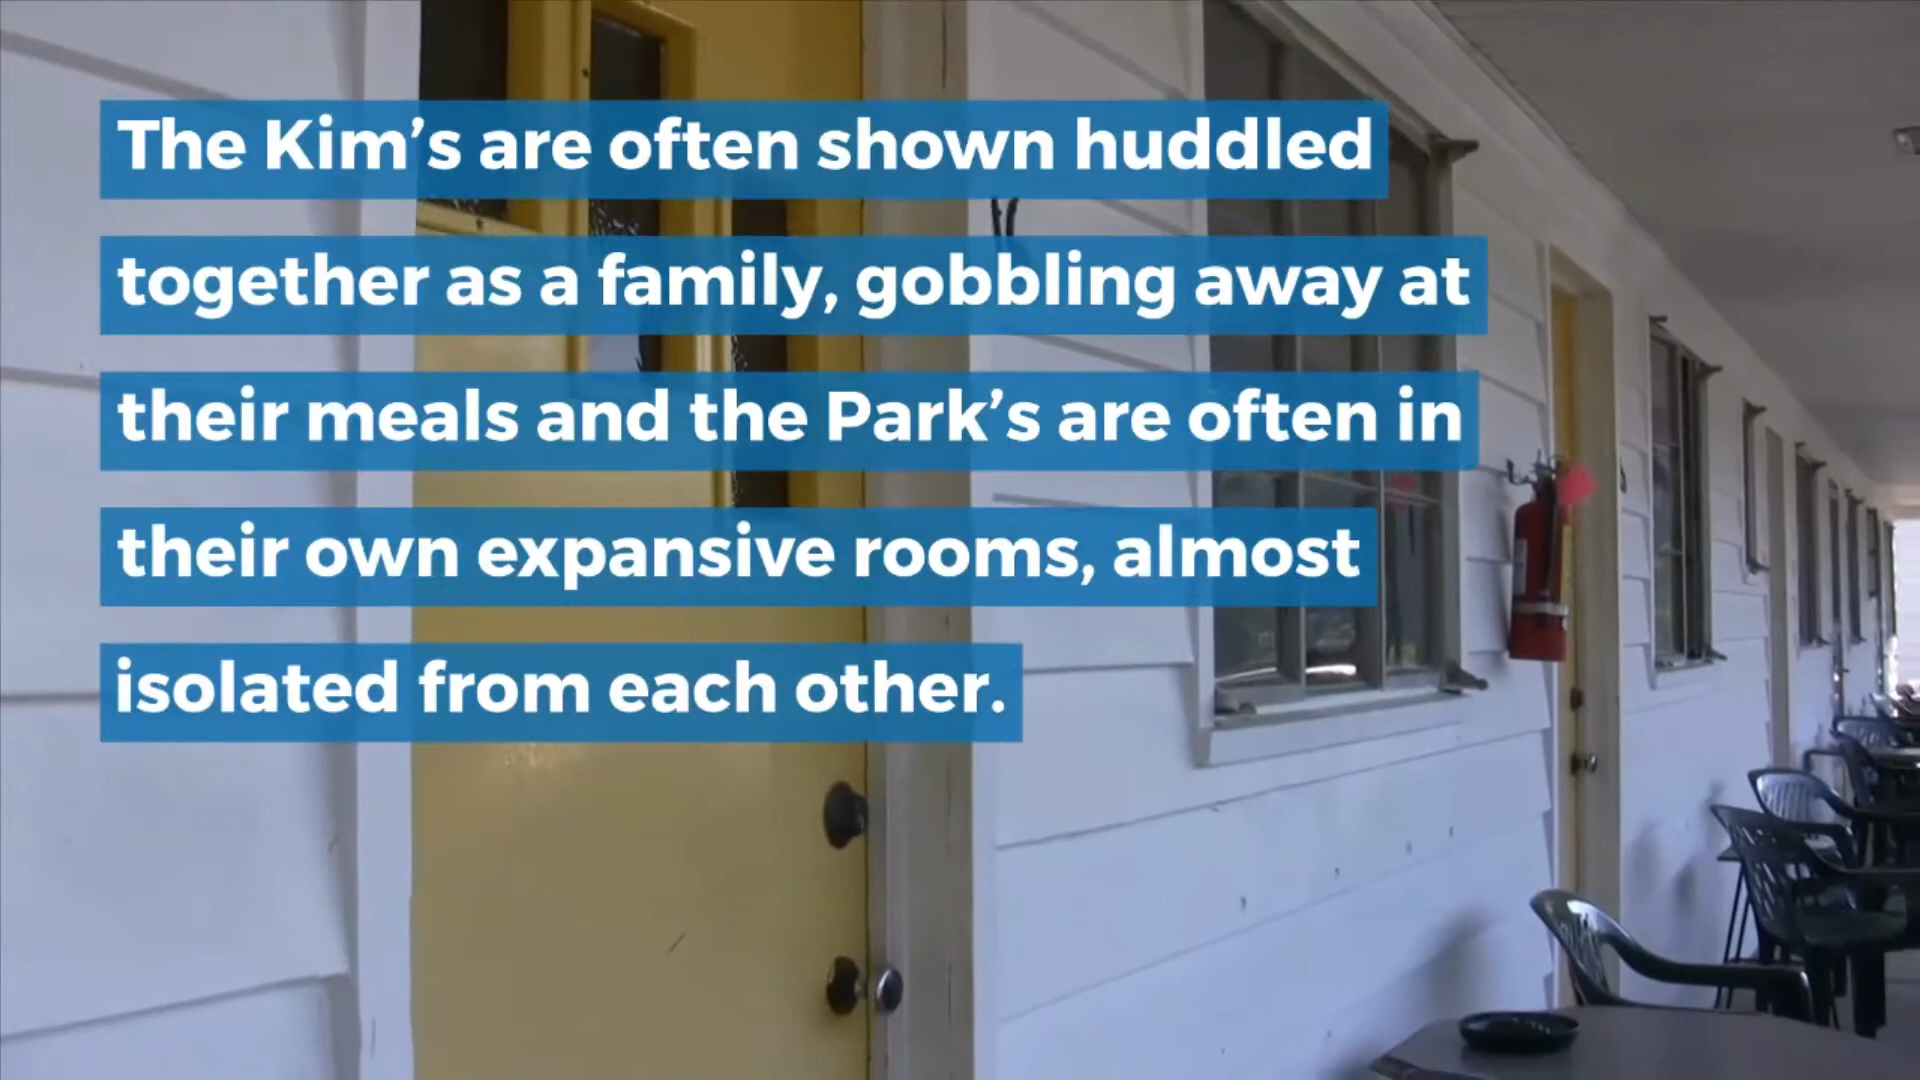 The Kim’s are often shown huddled
together as a family, gobbling away at
their meals and the Park’s are often in
their own expansive rooms, almost
isolated from each other.